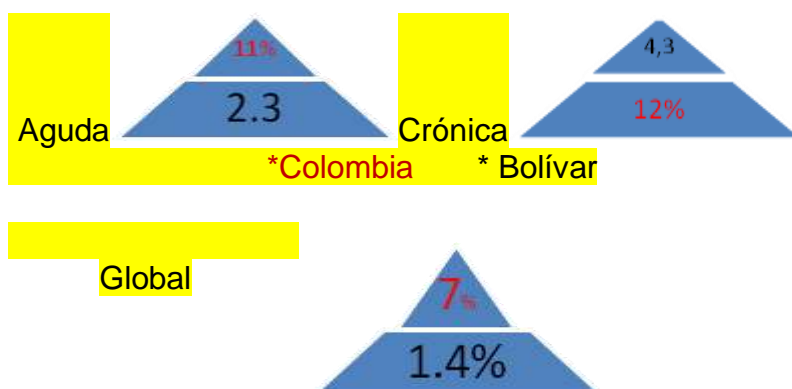 11%
4,3
2.3
12%
Aguda Crónica
*Colombia * Bolívar
Global
7%
1.4%